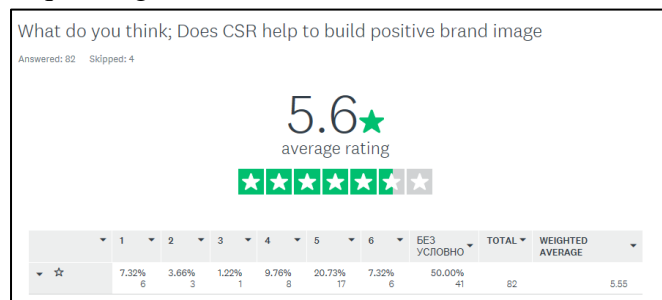 What do you think; Does CSR help to build positive brand image
Answered: 82 Skipped: 4
5.6
average rating
1 2 3 4 5 6 БЕЗ УСЛОВНО TOTAL WEIGHTED AVERAGE
7.32% 3.66% 1.22% 9.76% 20.73% 7.32% 50.00%
6 3 1 8 17 6 41 82 5.55